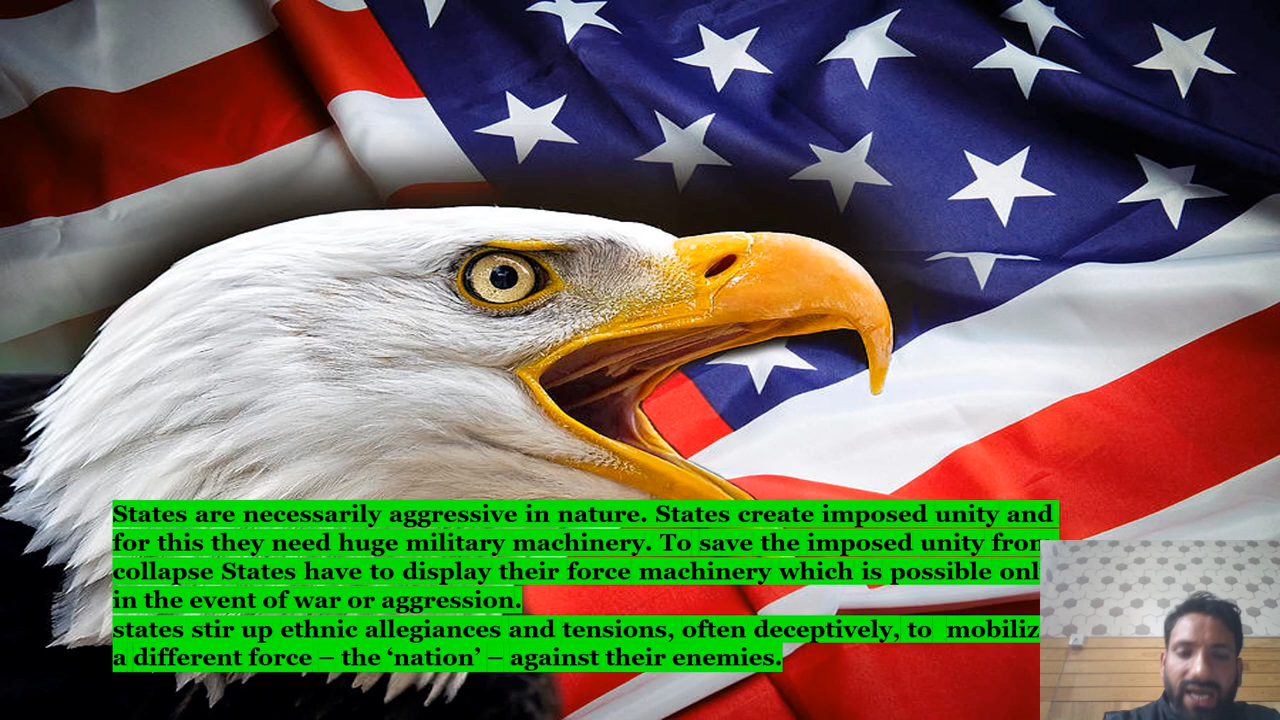 States are necessarily aggressive in nature. States create imposed unity and
for this they need huge military machinery. To save the imposed unity from
collapse States have to display their force machinery which is possible onl
in the event of war or aggression.
states stir up ethnic allegiances and tensions, often deceptively, to  mobiliz
a different force – the ‘nation’ – against their enemies.